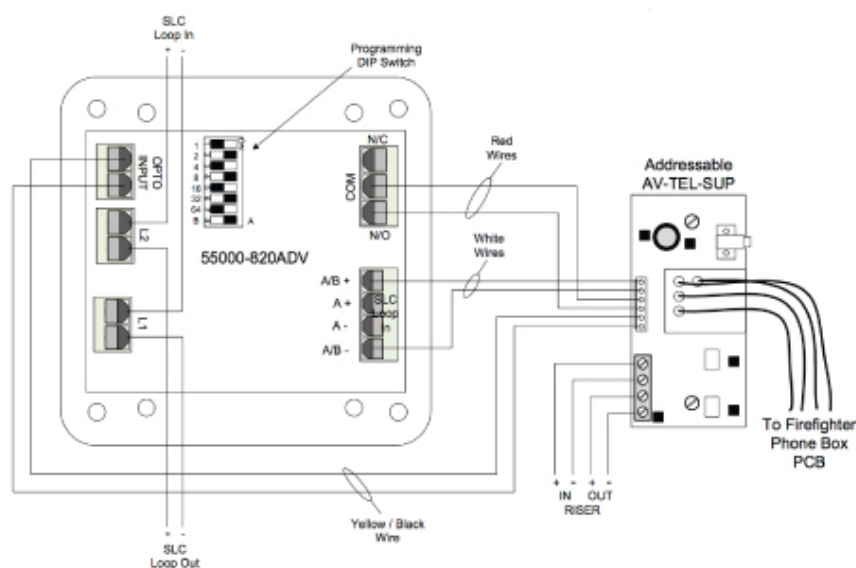 SLC
Loop In
+ -
Programming
DIP Switch
OPTO
INPUT
L2
L1
1
2
4
8
16
32
64
B
A
55000-820ADV
N/C
COM
N/O
Red
Wires
White
Wires
A/B +
A +
A -
A/B -
SLC
Loop
In
Addressable
AV-TEL-SUP
+ - + -
IN OUT
RISER
To Firefighter
Phone Box
PCB
Yellow / Black
Wire
+ -
SLC
Loop Out